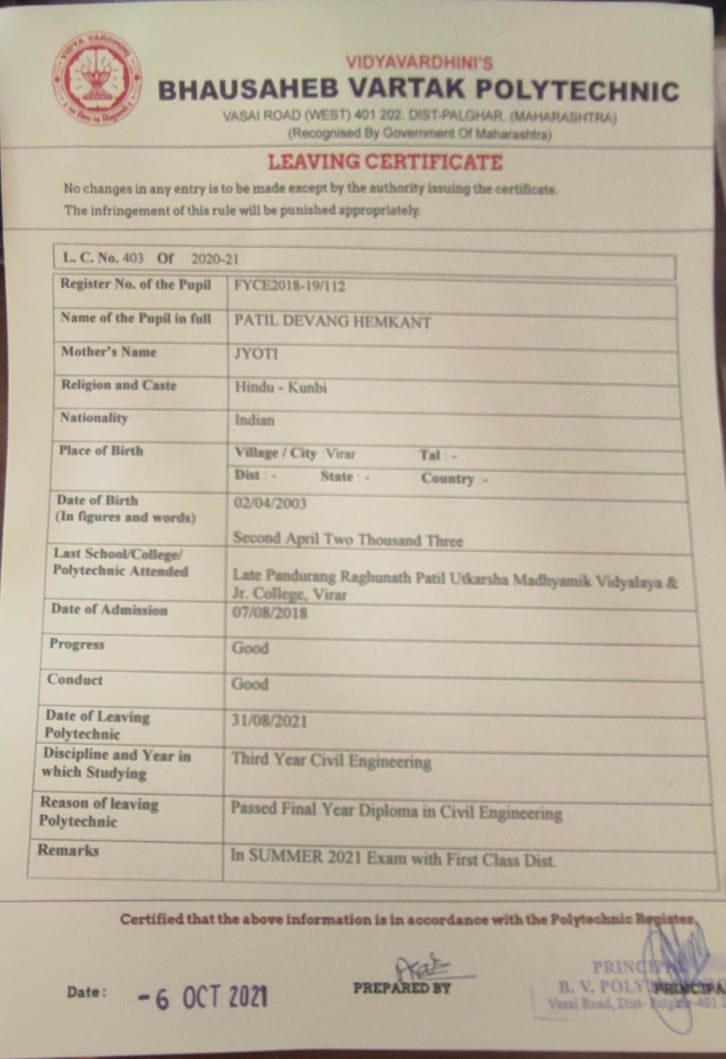 VIDYA VARDHINI
VIDYAVARDHINI'S
BHAUSAHEB VARTAK POLYTECHNIC
VASAI ROAD (WEST) 401 202. DIST-PALGHAR. (MAHARASHTRA)
(Recognised By Government Of Maharashtra)
LEAVING CERTIFICATE
No changes in any entry is to be made except by the authority issuing the certificate.
The infringement of this rule will be punished appropriately.
L. C. No. 403 Of 2020-21
Register No. of the Pupil FYCE2018-19/112
Name of the Pupil in full PATIL DEVANG HEMKANT
Mother's Name JYOTI
Religion and Caste Hindu - Kunbi
Nationality Indian
Place of Birth Village / City :Virar Tal : -
Dist : - State : - Country :-
Date of Birth 02/04/2003
(In figures and words)
Second April Two Thousand Three
Last School/College/
Polytechnic Attended Late Pandurang Raghunath Patil Utkarsha Madhyamik Vidyalaya &
Jr. College, Virar
Date of Admission 07/08/2018
Progress Good
Conduct Good
Date of Leaving 31/08/2021
Polytechnic
Discipline and Year in Third Year Civil Engineering
which Studying
Reason of leaving Passed Final Year Diploma in Civil Engineering
Polytechnic
Remarks In SUMMER 2021 Exam with First Class Dist.
Certified that the above information is in accordance with the Polytechnic Register.
Date : - 6 OCT 2021
PREPARED BY
B. V.
Vasai Road, Dist-